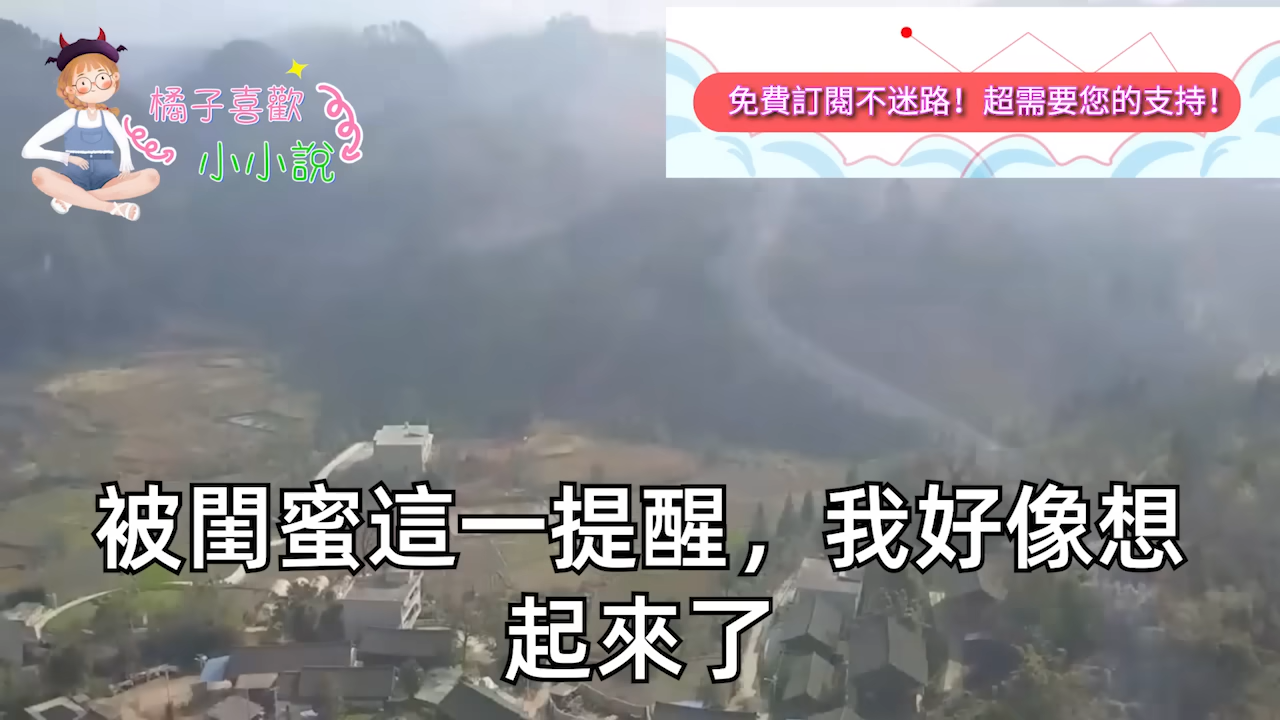 橘子喜歡
小小說
免費訂閱不迷路！超需要您的支持！
被閨蜜這一提醒，我好像想
起來了